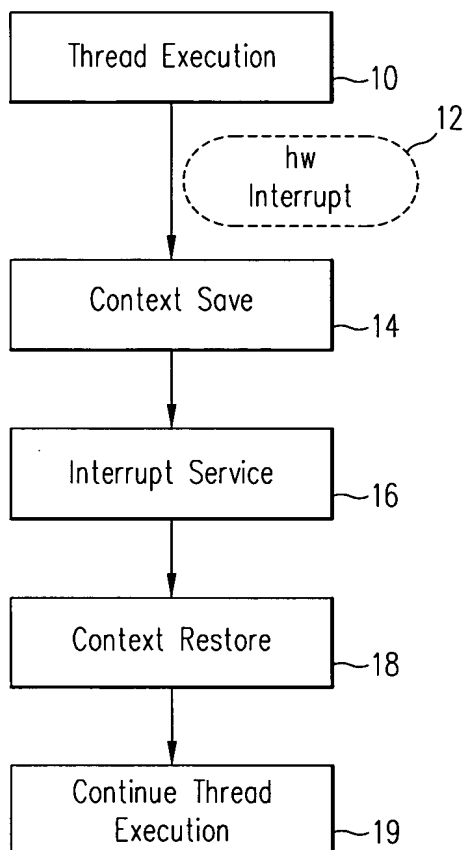 Thread Execution
10
12
hw
Interrupt
Context Save
14
Interrupt Service
16
Context Restore
18
Continue Thread
Execution
19